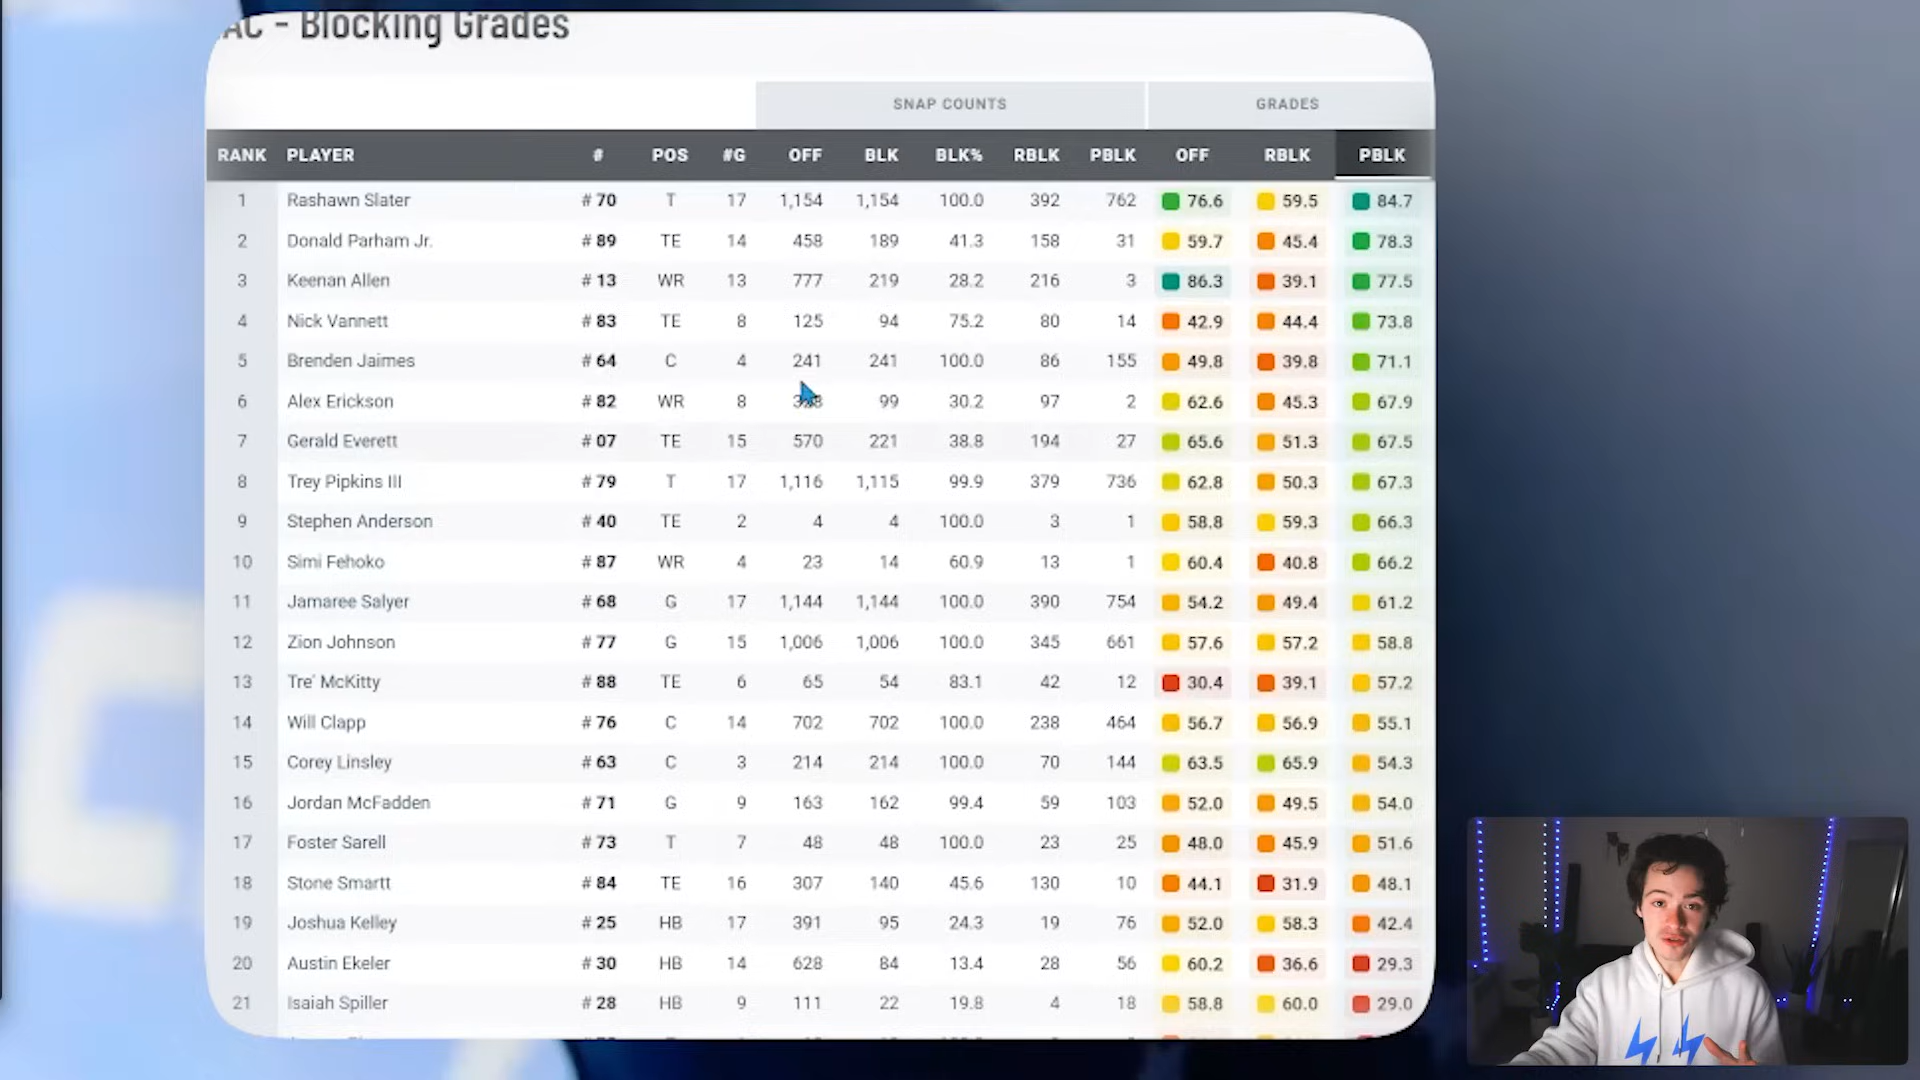 AC - Blocking Grades
SNAP COUNTS GRADES
RANK PLAYER # POS #G OFF BLK BLK% RBLK PBLK OFF RBLK PBLK
1 Rashawn Slater #70 T 17 1,154 1,154 100.0 392 762 76.6 59.5 84.7
2 Donald Parham Jr. #89 TE 14 458 189 41.3 158 31 59.7 45.4 78.3
3 Keenan Allen #13 WR 13 777 219 28.2 216 3 86.3 39.1 77.5
4 Nick Vannett #83 TE 8 125 94 75.2 80 14 42.9 44.4 73.8
5 Brenden Jaimes #64 C 4 241 241 100.0 86 155 49.8 39.8 71.1
6 Alex Erickson #82 WR 8 99 30.2 97 2 62.6 45.3 67.9
7 Gerald Everett #07 TE 15 570 221 38.8 194 27 65.6 51.3 67.5
8 Trey Pipkins III #79 T 17 1,116 1,115 99.9 379 736 62.8 50.3 67.3
9 Stephen Anderson #40 TE 2 4 4 100.0 3 1 58.8 59.3 66.3
10 Simi Fehoko #87 WR 4 23 14 60.9 13 1 60.4 40.8 66.2
11 Jamaree Salyer #68 G 17 1,144 1,144 100.0 390 754 54.2 49.4 61.2
12 Zion Johnson #77 G 15 1,006 1,006 100.0 345 661 57.6 57.2 58.8
13 Tre' McKitty #88 TE 6 65 54 83.1 42 12 30.4 39.1 57.2
14 Will Clapp #76 C 14 702 702 100.0 238 464 56.7 56.9 55.1
15 Corey Linsley #63 C 3 214 214 100.0 70 144 63.5 65.9 54.3
16 Jordan McFadden #71 G 9 163 162 99.4 59 103 52.0 49.5 54.0
17 Foster Sarell #73 T 7 48 48 100.0 23 25 48.0 45.9 51.6
18 Stone Smartt #84 TE 16 307 140 45.6 130 10 44.1 31.9 48.1
19 Joshua Kelley #25 HB 17 391 95 24.3 19 76 52.0 58.3 42.4
20 Austin Ekeler #30 HB 14 628 84 13.4 28 56 60.2 36.6 29.3
21 Isaiah Spiller #28 HB 9 111 22 19.8 4 18 58.8 60.0 29.0